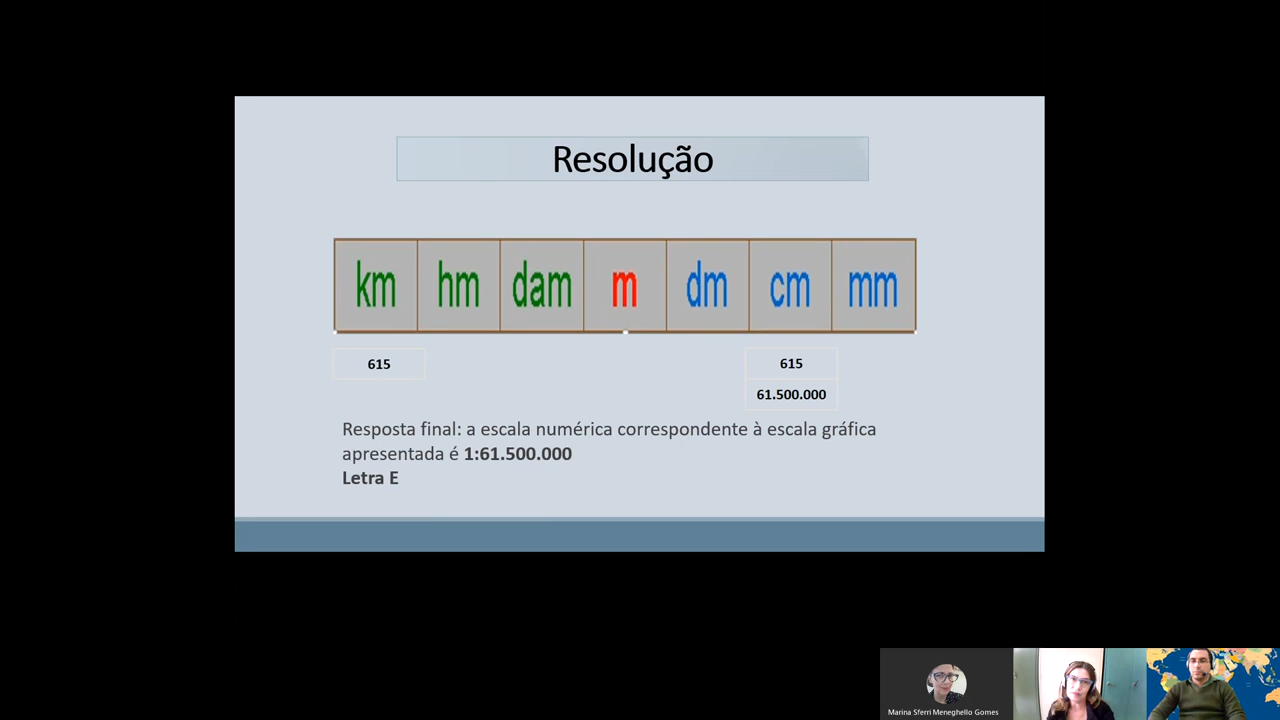 Resolução
km hm dam m dm cm mm
615 615
61.500.000
Resposta final: a escala numérica correspondente à escala gráfica
apresentada é 1:61.500.000
Letra E
Marina Sferri Meneghello Gomes